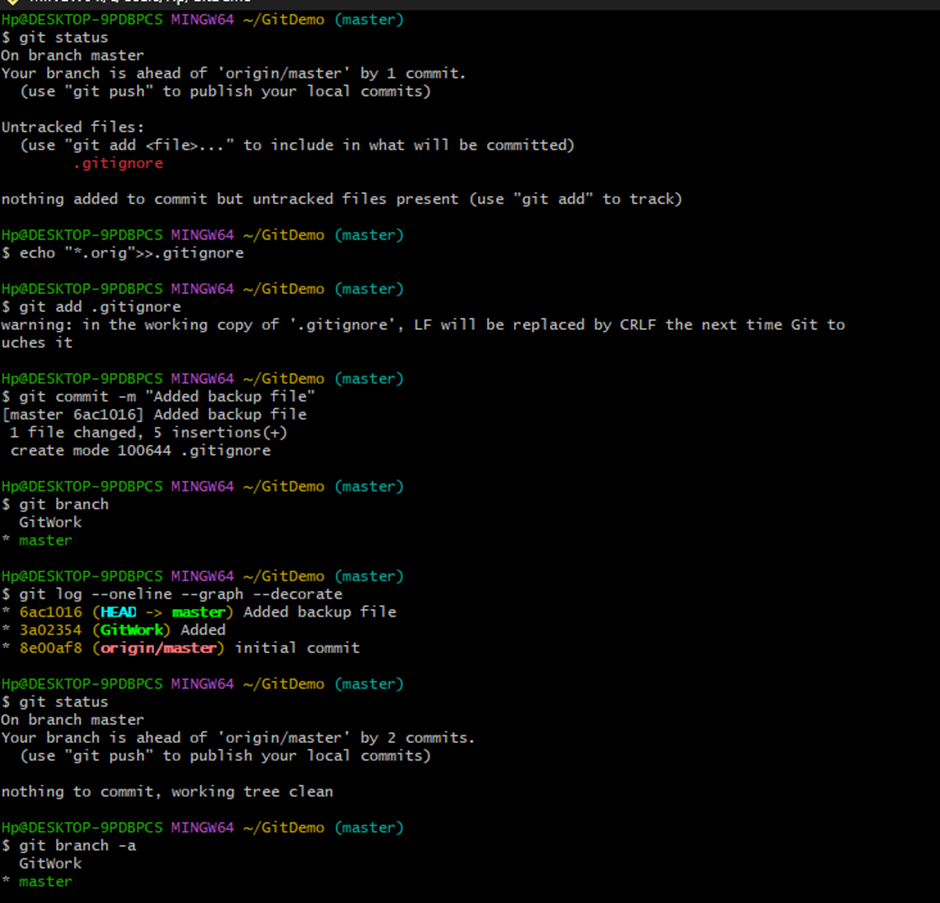 Hp@DESKTOP-9PDBPCS MINGW64 ~/GitDemo (master)
$ git status
On branch master
Your branch is ahead of 'origin/master' by 1 commit.
  (use "git push" to publish your local commits)

Untracked files:
  (use "git add <file>..." to include in what will be committed)
        .gitignore

nothing added to commit but untracked files present (use "git add" to track)

Hp@DESKTOP-9PDBPCS MINGW64 ~/GitDemo (master)
$ echo "*.orig">>.gitignore

Hp@DESKTOP-9PDBPCS MINGW64 ~/GitDemo (master)
$ git add .gitignore
warning: in the working copy of '.gitignore', LF will be replaced by CRLF the next time Git to
uches it

Hp@DESKTOP-9PDBPCS MINGW64 ~/GitDemo (master)
$ git commit -m "Added backup file"
[master 6ac1016] Added backup file
 1 file changed, 5 insertions(+)
 create mode 100644 .gitignore

Hp@DESKTOP-9PDBPCS MINGW64 ~/GitDemo (master)
$ git branch
  GitWork
* master

Hp@DESKTOP-9PDBPCS MINGW64 ~/GitDemo (master)
$ git log --oneline --graph --decorate
* 6ac1016 (HEAD -> master) Added backup file
* 3a02354 (GitWork) Added
* 8e00af8 (origin/master) initial commit

Hp@DESKTOP-9PDBPCS MINGW64 ~/GitDemo (master)
$ git status
On branch master
Your branch is ahead of 'origin/master' by 2 commits.
  (use "git push" to publish your local commits)

nothing to commit, working tree clean

Hp@DESKTOP-9PDBPCS MINGW64 ~/GitDemo (master)
$ git branch -a
  GitWork
* master